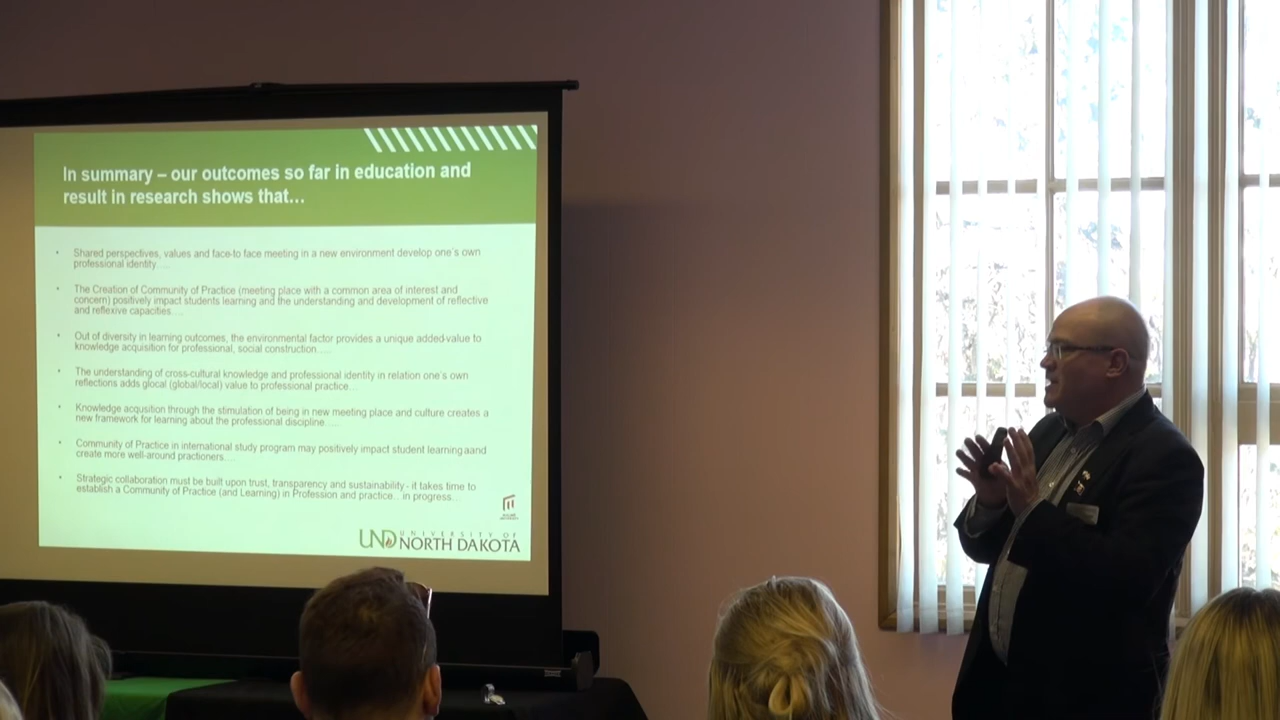 In summary – our outcomes so far in education and
result in research shows that…
• Shared perspectives, values and face-to face meeting in a new environment develop one's own
professional identity…..
• The Creation of Community of Practice (meeting place with a common area of interest and
concern) positively impact students learning and the understanding and development of reflective
and reflexive capacities…..
• Out of diversity in learning outcomes, the environmental factor provides a unique added-value to
knowledge acquisition for professional, social construction…..
• The understanding of cross-cultural knowledge and professional identity in relation one's own
reflections adds glocal (global/local) value to professional practice…
• Knowledge acqusition through the stimulation of being in new meeting place and culture creates a
new framework for learning about the professional discipline…..
• Community of Practice in international study program may positively impact student learning aand
create more well-around practioners….
• Strategic collaboration must be built upon trust, transparency and sustainability - it takes time to
establish a Community of Practice (and Learning) in Profession and practice.. in progress…
UND UNIVERSITY OF
NORTH DAKOTA